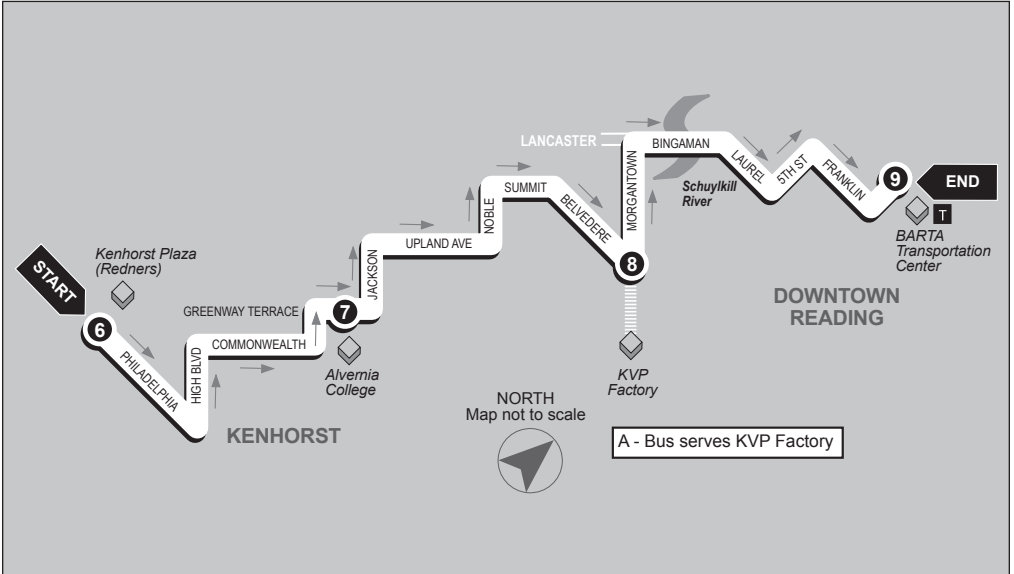 START
Kenhorst Plaza
(Redners)
6
PHILADELPHIA
HIGH BLVD
COMMONWEALTH
GREENWAY TERRACE
7
Alvernia
College
KENHORST
JACKSON
UPLAND AVE
NOBLE
SUMMIT
BELVEDERE
8
KVP
Factory
MORGANTOWN
LANCASTER
BINGAMAN
Schuylkill
River
LAUREL
5TH ST
FRANKLIN
9
END
T
BARTA
Transportation
Center
DOWNTOWN
READING
NORTH
Map not to scale
A - Bus serves KVP Factory